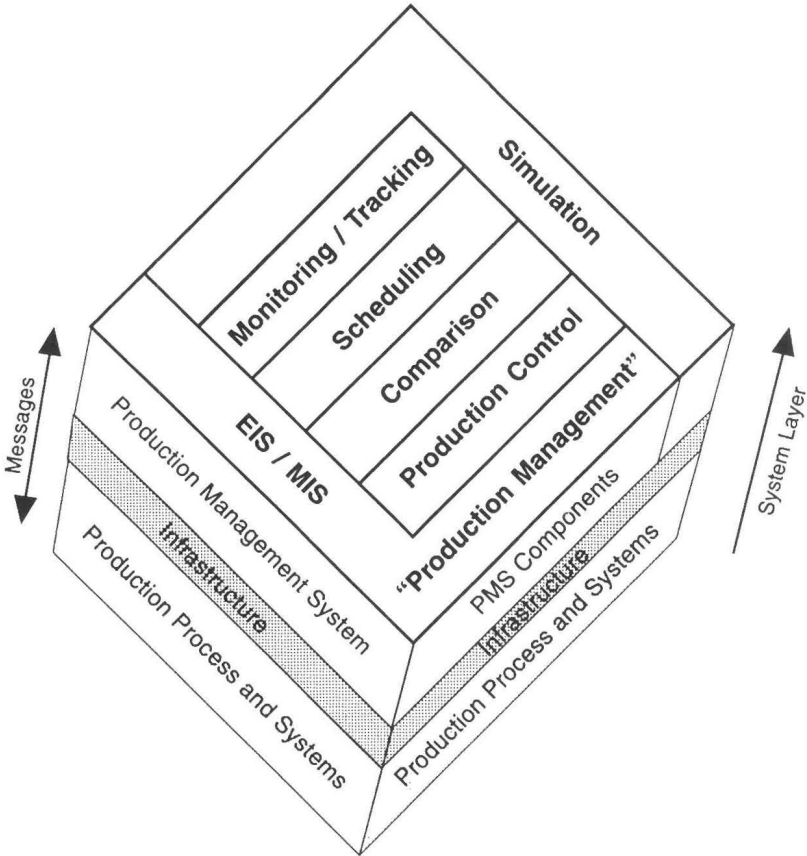 Simulation
Monitoring / Tracking
Scheduling
Comparison
Production Control
“Production Management”
EIS / MIS
Messages
System Layer
Production Management System
Infrastructure
Production Process and Systems
PMS Components
Infrastructure
Production Process and Systems